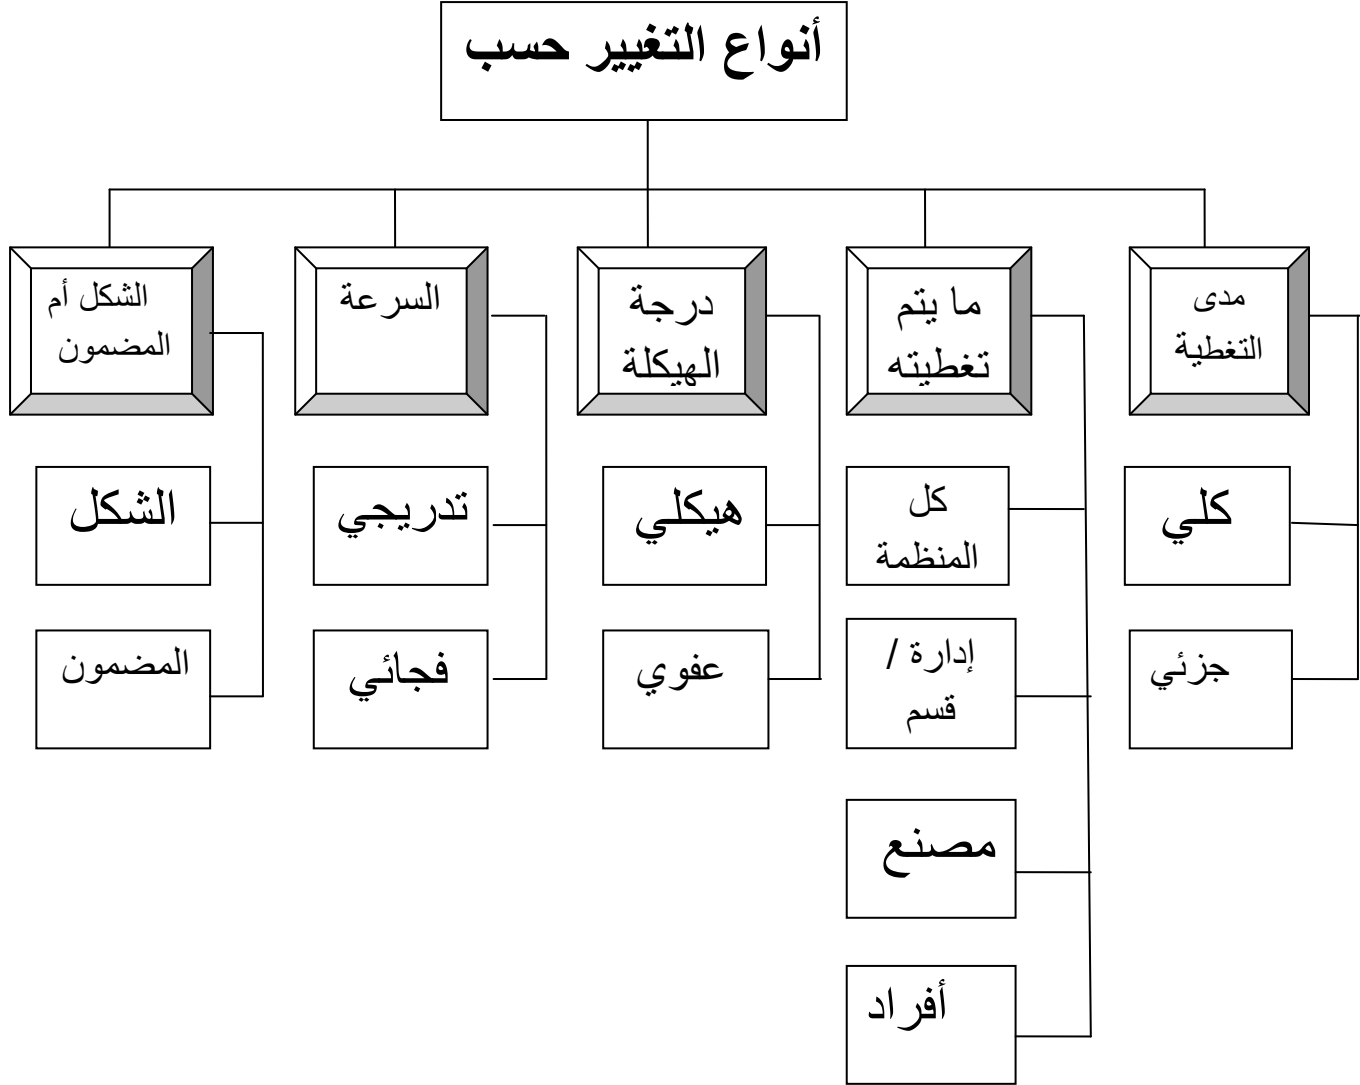 أنواع التغيير حسب
مدى
التغطية
ما يتم
تغطيته
درجة
الهيكلة
السرعة
الشكل أم
المضمون
كلي
جزئي
كل
المنظمة
إدارة /
قسم
مصنع
أفراد
هيكلي
عفوي
تدريجي
فجائي
الشكل
المضمون